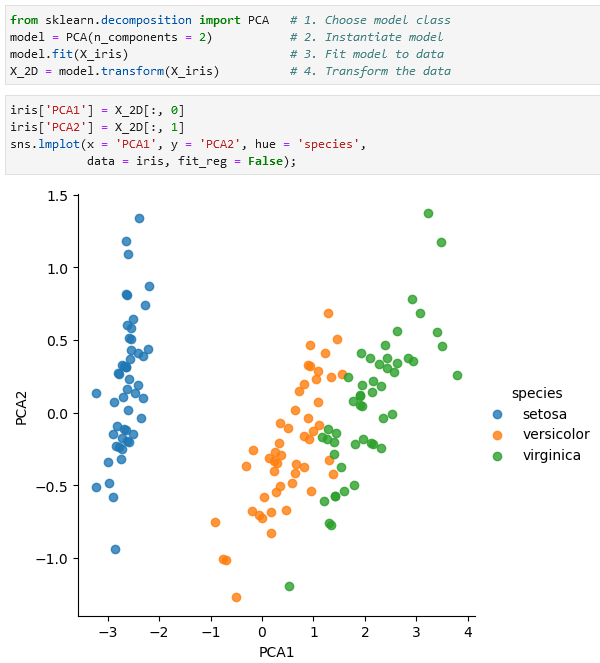 from sklearn.decomposition import PCA   # 1. Choose model class
model = PCA(n_components = 2)           # 2. Instantiate model
model.fit(X_iris)                       # 3. Fit model to data
X_2D = model.transform(X_iris)          # 4. Transform the data
iris['PCA1'] = X_2D[:, 0]
iris['PCA2'] = X_2D[:, 1]
sns.lmplot(x = 'PCA1', y = 'PCA2', hue = 'species',
           data = iris, fit_reg = False);
1.5
1.0
0.5
0.0
−0.5
−1.0
PCA2
−3 −2 −1 0 1 2 3 4
PCA1
species
setosa
versicolor
virginica